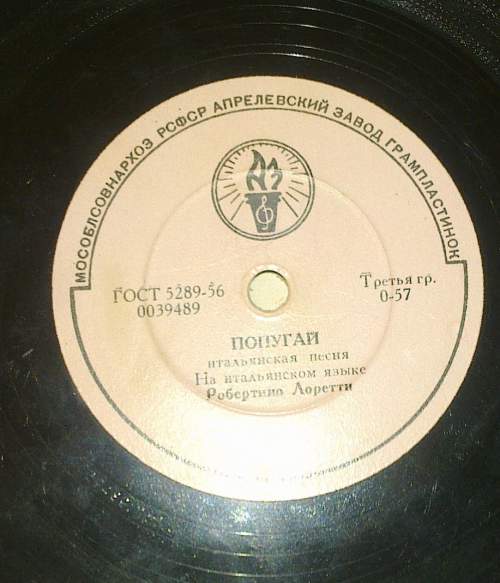 МОСОБЛСОВНАРХОЗ РСФСР АПРЕЛЕВСКИЙ ЗАВОД ГРАМПЛАСТИНОК
ГОСТ 5289-56
0039489
Третья гр.
0-57
ПОПУГАЙ
итальянская песня
На итальянском языке
Робертино Лоретти